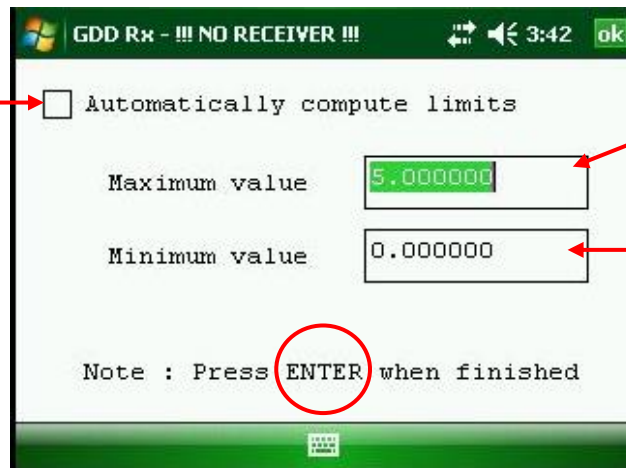 GDD Rx - !!! NO RECEIVER !!! 3:42 ok
Automatically compute limits
Maximum value 5.000000
Minimum value 0.000000
Note : Press ENTER when finished